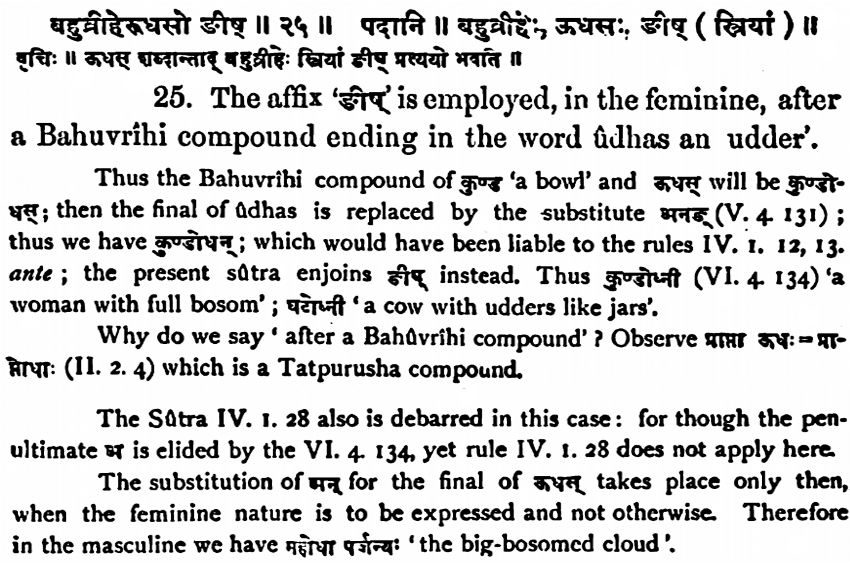 बहुव्रीहेरूधसो ङीष् ॥ २५ ॥ पदानि ॥ बहुव्रीहेः, ऊधसः, ङीष् ( स्त्रियां ) ॥
वृत्तिः ॥ ऊधस् शब्दान्ताद् बहुव्रीहेः स्त्रियां ङीष् प्रत्ययो भवति ॥
25. The affix 'ङीष्' is employed, in the feminine, after
a Bahuvrîhi compound ending in the word ûdhas an udder'.
Thus the Bahuvrîhi compound of कुण्ड 'a bowl' and ऊधस् will be कुण्डो-
धस्; then the final of ûdhas is replaced by the substitute अनङ् (V. 4. 131) ;
thus we have कुण्डोधन् ; which would have been liable to the rules IV. 1. 12, 13.
ante ; the present sûtra enjoins ङीष् instead. Thus कुण्डोध्नी (VI. 4. 134) 'a
woman with full bosom' ; घटोध्नी 'a cow with udders like jars'.
Why do we say ' after a Bahûvrîhi compound' ? Observe प्राप्ता ऊधः = प्रा-
प्तोधाः (II. 2. 4) which is a Tatpurusha compound.
The Sûtra IV. 1. 28 also is debarred in this case : for though the pen-
ultimate अ is elided by the VI. 4. 134, yet rule IV. 1. 28 does not apply here.
The substitution of अन् for the final of ऊधस् takes place only then,
when the feminine nature is to be expressed and not otherwise. Therefore
in the masculine we have महोधा पर्जन्यः 'the big-bosomed cloud'.